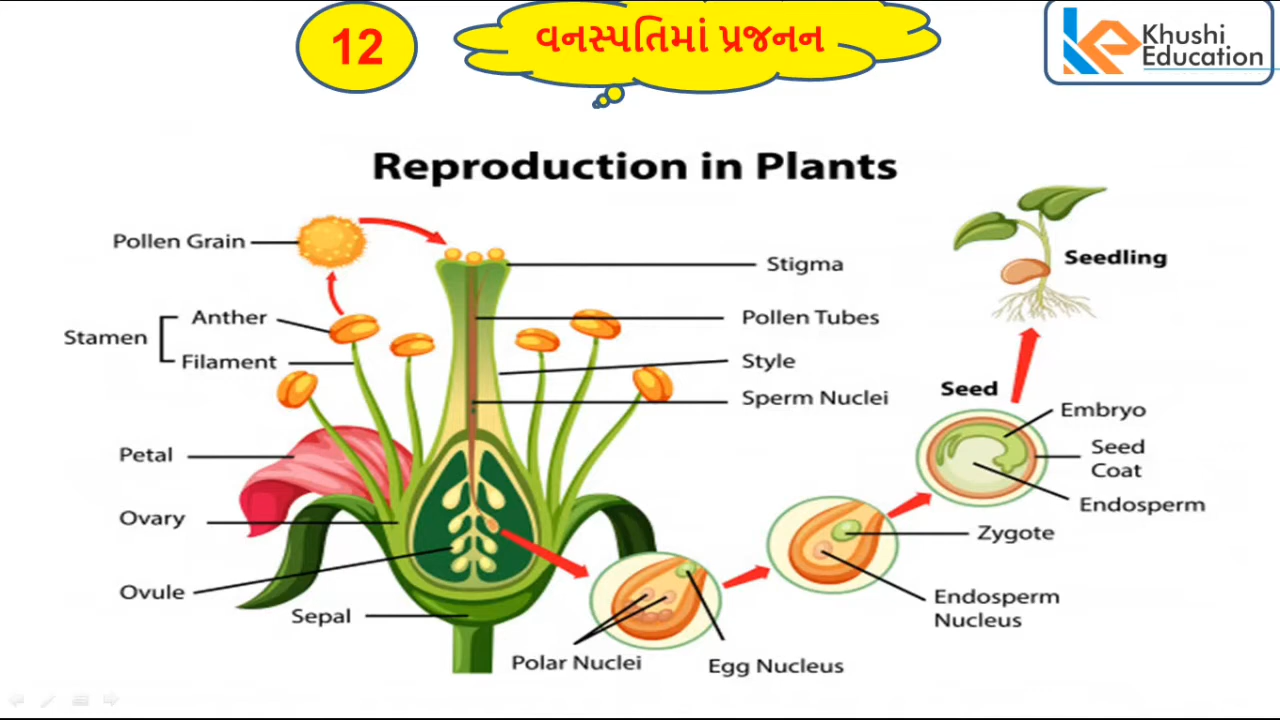 12
વનસ્પતિમાં પ્રજનન
Khushi
Education
Reproduction in Plants
Pollen Grain
Stamen
Anther
Filament
Petal
Ovary
Ovule
Sepal
Stigma
Pollen Tubes
Style
Sperm Nuclei
Polar Nuclei
Egg Nucleus
Zygote
Endosperm
Nucleus
Seed
Embryo
Seed
Coat
Endosperm
Seedling